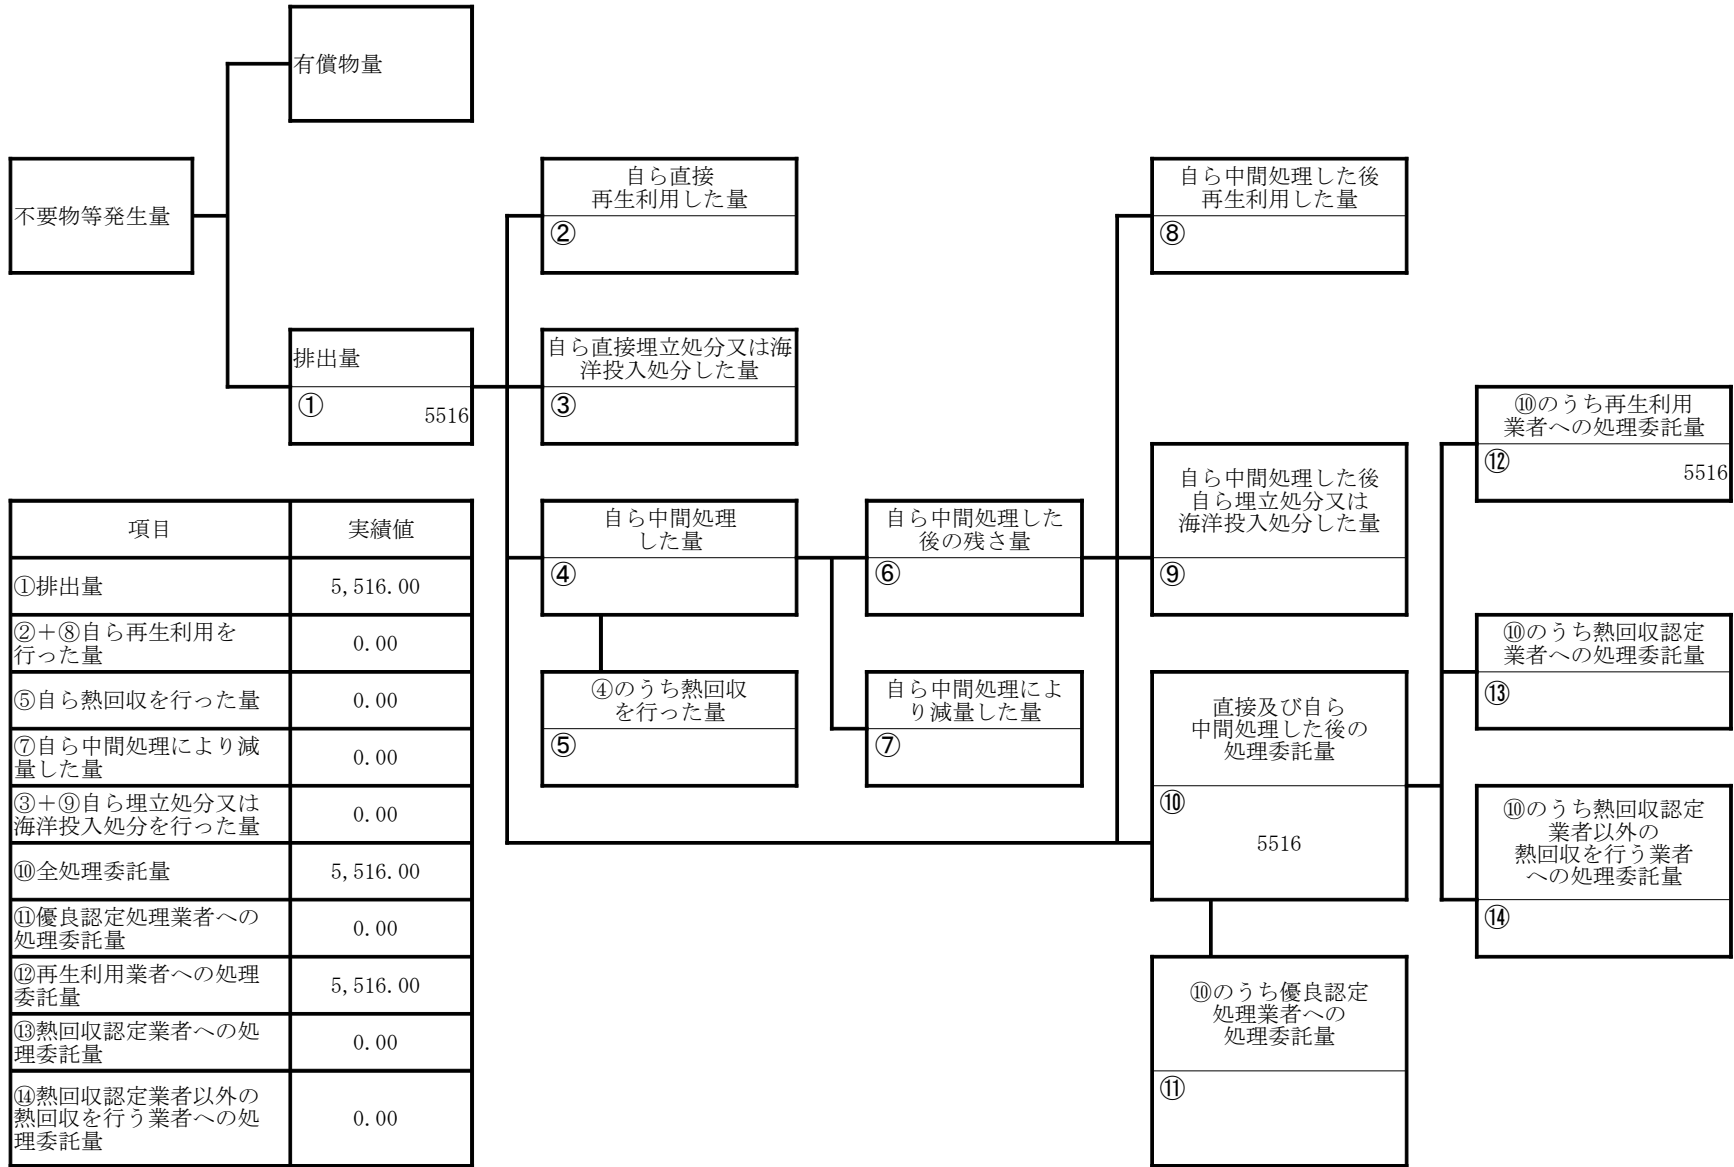 有償物量
不要物等発生量
自ら直接
再生利用した量
②
自ら中間処理した後
再生利用した量
⑧
排出量
①
5516
自ら直接埋立処分又は海
洋投入処分した量
③
⑩のうち再生利用
業者への処理委託量
⑫
5516
自ら中間処理
した量
④
自ら中間処理した
後の残さ量
⑥
自ら中間処理した後
自ら埋立処分又は
海洋投入処分した量
⑨
⑩のうち熱回収認定
業者への処理委託量
⑬
④のうち熱回収
を行った量
⑤
自ら中間処理によ
り減量した量
⑦
直接及び自ら
中間処理した後の
処理委託量
⑩
5516
⑩のうち熱回収認定
業者以外の
熱回収を行う業者
への処理委託量
⑭
⑩のうち優良認定
処理業者への
処理委託量
⑪
項目 実績値
①排出量 5,516.00
②+⑧自ら再生利用を
行った量 0.00
⑤自ら熱回収を行った量 0.00
⑦自ら中間処理により減
量した量 0.00
③+⑨自ら埋立処分又は
海洋投入処分を行った量 0.00
⑩全処理委託量 5,516.00
⑪優良認定処理業者への
処理委託量 0.00
⑫再生利用業者への処理
委託量 5,516.00
⑬熱回収認定業者への処
理委託量 0.00
⑭熱回収認定業者以外の
熱回収を行う業者への処
理委託量 0.00